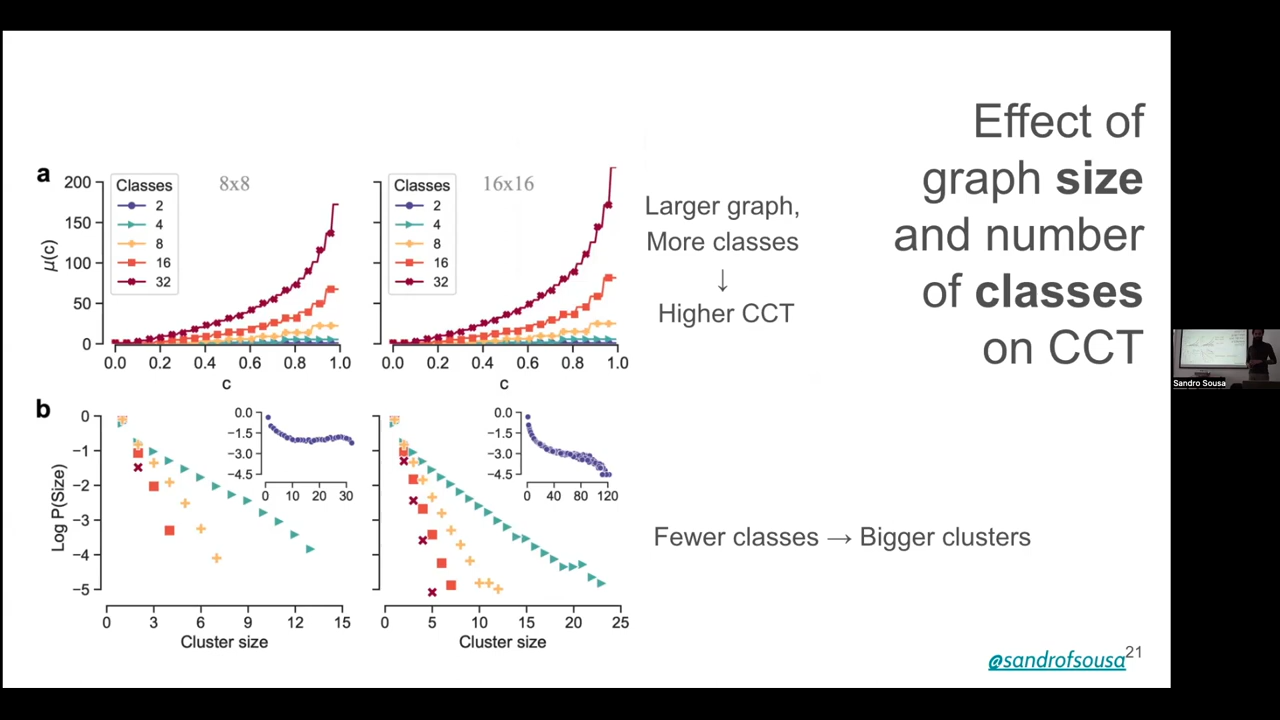 Effect of
graph size
and number
of classes
on CCT
a
Classes
2
4
8
16
32
8x8
200
150
100
50
0
μ(c)
0.0 0.2 0.4 0.6 0.8 1.0
c
Classes
2
4
8
16
32
16x16
0.0 0.2 0.4 0.6 0.8 1.0
c
Larger graph,
More classes
↓
Higher CCT
b
0
−1
−2
−3
−4
−5
Log P(Size)
0.0
−1.5
−3.0
−4.5
0 10 20 30
0 3 6 9 12 15
Cluster size
0.0
−1.5
−3.0
−4.5
0 40 80 120
0 5 10 15 20 25
Cluster size
Fewer classes → Bigger clusters
@sandrofsousa
21
Sandro Sousa